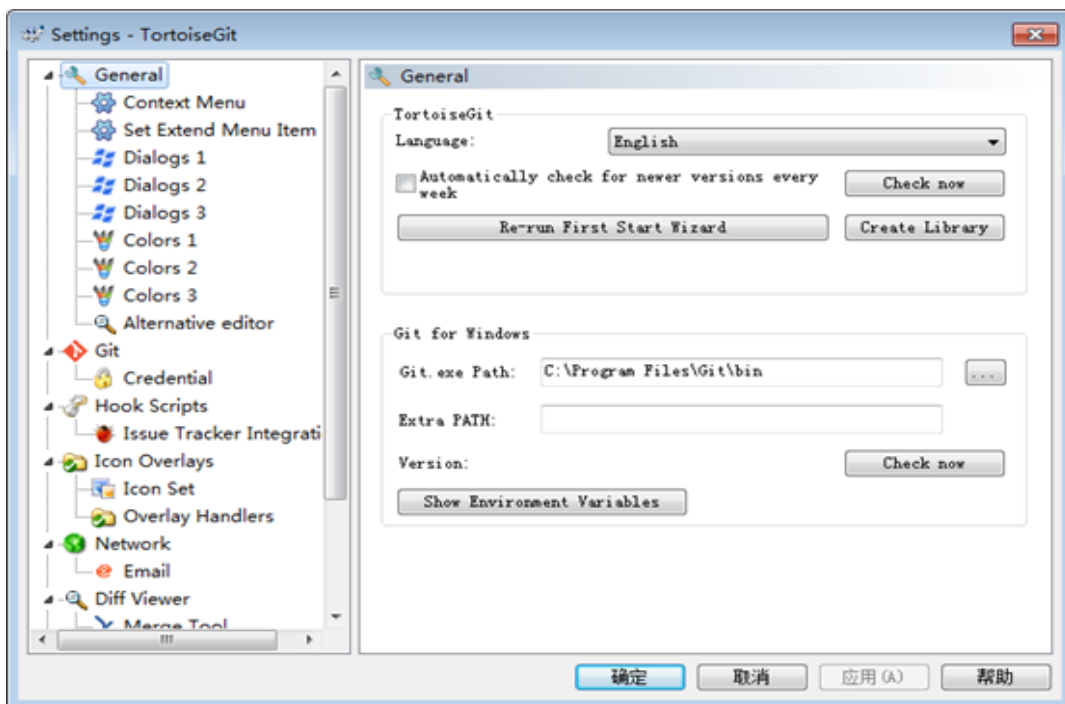 Settings - TortoiseGit
General
Context Menu
Set Extend Menu Item
Dialogs 1
Dialogs 2
Dialogs 3
Colors 1
Colors 2
Colors 3
Alternative editor
Git
Credential
Hook Scripts
Issue Tracker Integrati
Icon Overlays
Icon Set
Overlay Handlers
Network
Email
Diff Viewer
Merge Tool
General
TortoiseGit
Language: English
Automatically check for newer versions every
week
Check now
Re-run First Start Wizard Create Library
Git for Windows
Git.exe Path: C:\Program Files\Git\bin ...
Extra PATH:
Version: Check now
Show Environment Variables
确定 取消 应用(A) 帮助